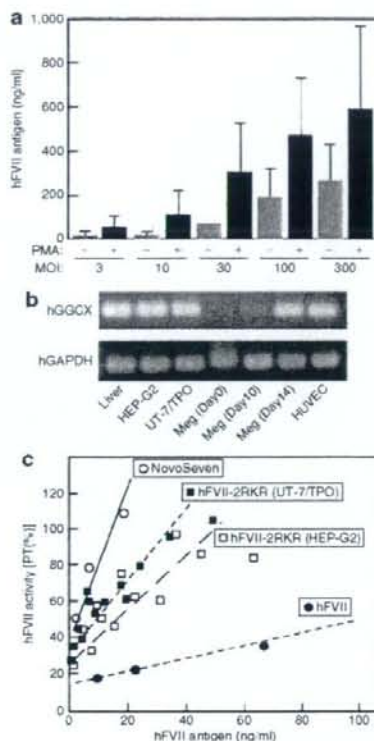 a
1,000
800
600
400
200
0
hFVII antigen (ng/ml)
PMA: − + − + − + − + − +
MOI: 3 10 30 100 300
b
hGGCX
hGAPDH
Liver
HEP-G2
UT-7/TPO
Meg (Day0)
Meg (Day10)
Meg (Day14)
HUVEC
c
120
100
80
60
40
20
0
hFVII activity [PT(%)]
NovoSeven
hFVII-2RKR (UT-7/TPO)
hFVII-2RKR (HEP-G2)
hFVII
0 20 40 60 80 100
hFVII antigen (ng/ml)